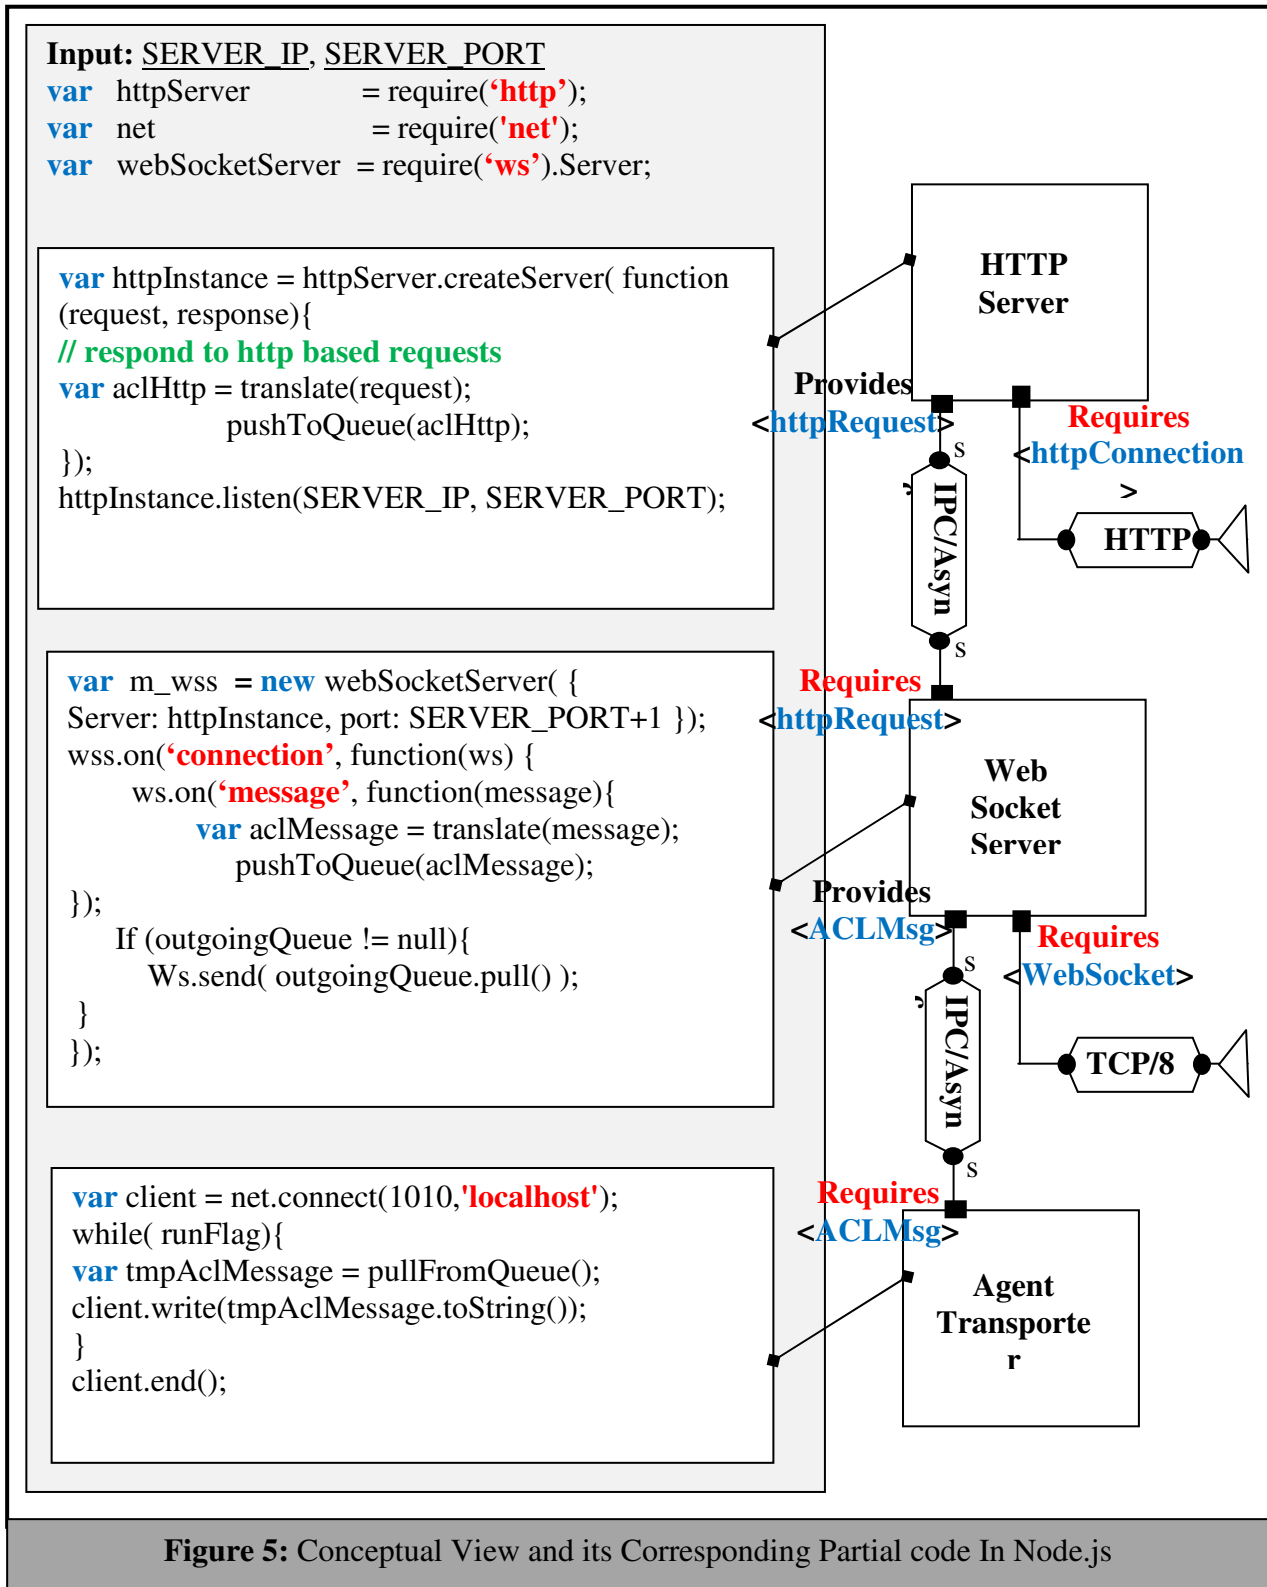 Input: SERVER_IP, SERVER_PORT
var httpServer = require(‘http’);
var net = require('net');
var webSocketServer = require(‘ws’).Server;
var httpInstance = httpServer.createServer( function
(request, response){
// respond to http based requests
var aclHttp = translate(request);
pushToQueue(aclHttp);
});
httpInstance.listen(SERVER_IP, SERVER_PORT);
var m_wss = new webSocketServer( {
Server: httpInstance, port: SERVER_PORT+1 });
wss.on(‘connection’, function(ws) {
ws.on(‘message’, function(message){
var aclMessage = translate(message);
pushToQueue(aclMessage);
});
If (outgoingQueue != null){
Ws.send( outgoingQueue.pull() );
}
});
var client = net.connect(1010,'localhost');
while( runFlag){
var tmpAclMessage = pullFromQueue();
client.write(tmpAclMessage.toString());
}
client.end();
HTTP
Server
Provides
<httpRequest>
Requires
<httpConnection
>
S
IPC/Asyn
S
HTTP
Requires
<httpRequest>
Web
Socket
Server
Provides
<ACLMsg>
Requires
<WebSocket>
S
IPC/Asyn
S
TCP/8
Requires
<ACLMsg>
Agent
Transporte
r
Figure 5: Conceptual View and its Corresponding Partial code In Node.js